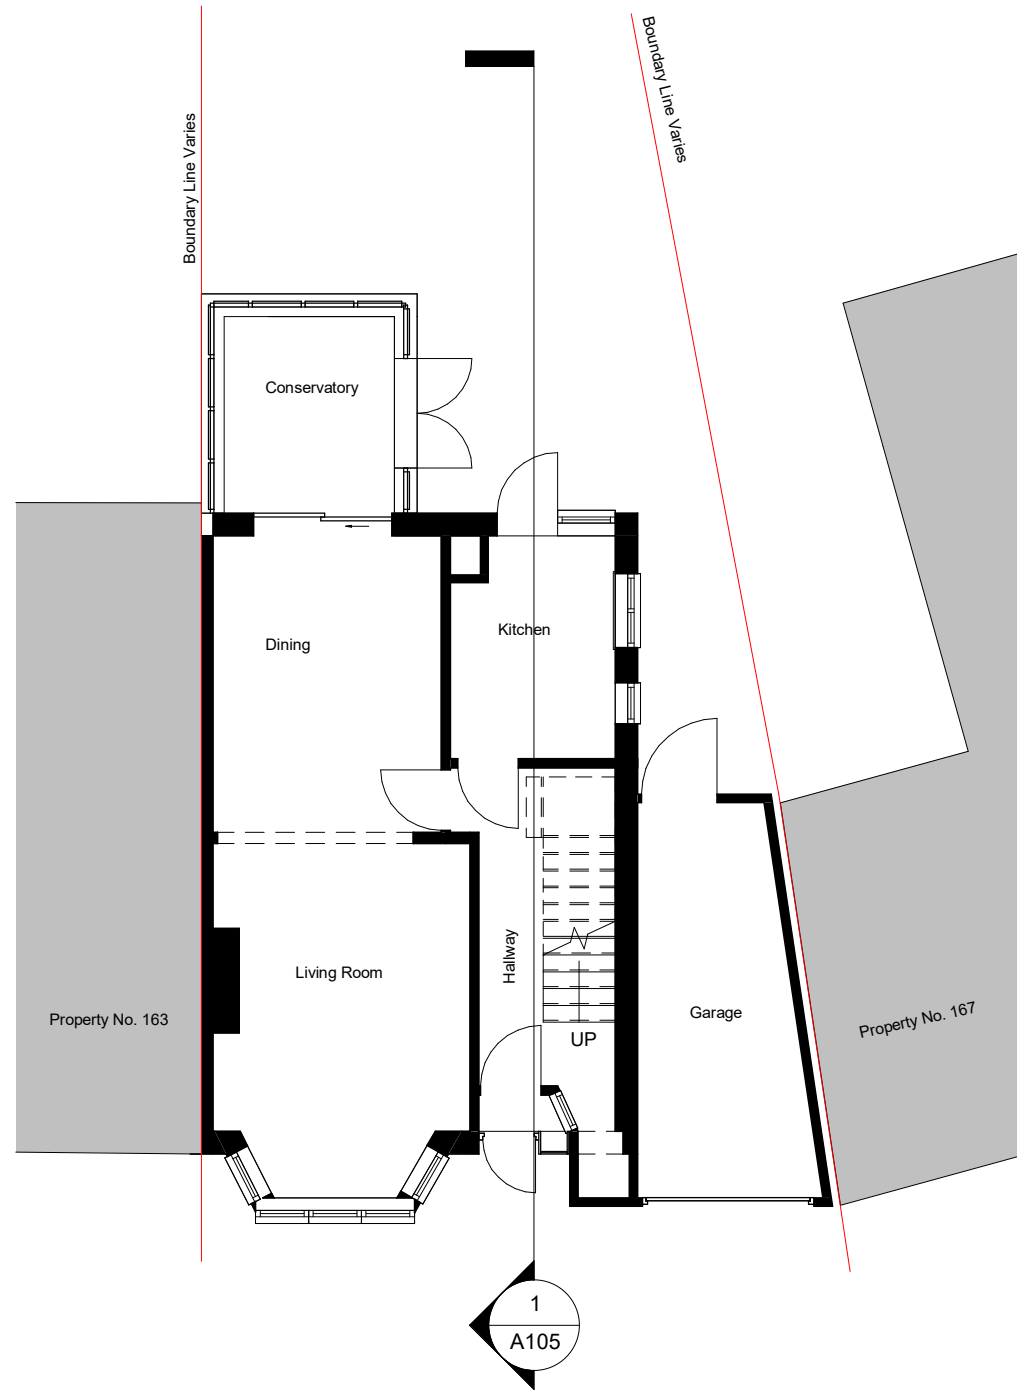 Boundary Line Varies
Boundary Line Varies
Conservatory
Dining
Kitchen
Hallway
Living Room
Property No. 163
UP
Garage
Property No. 167
1
A105